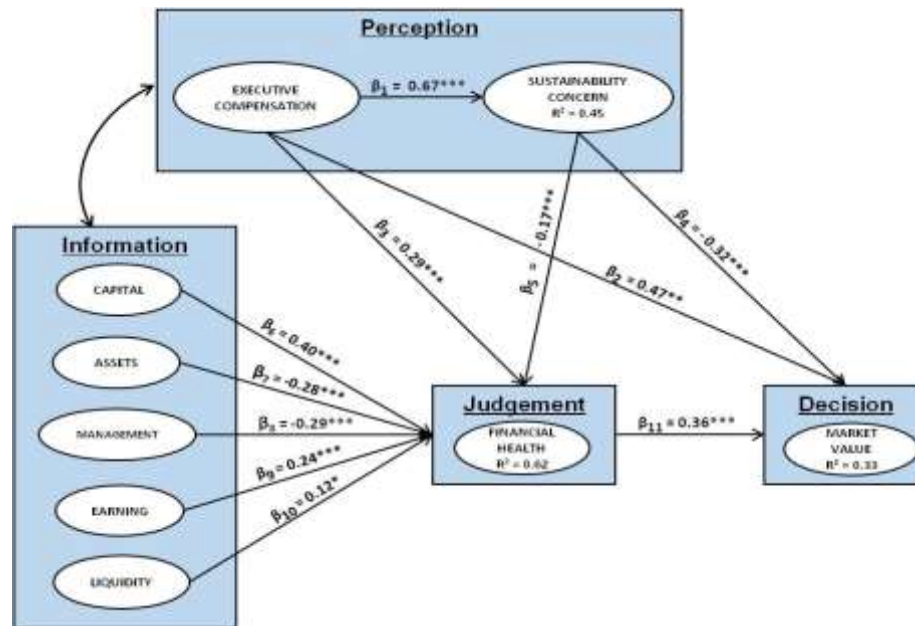 Perception
EXECUTIVE
COMPENSATION
β₁ = 0.67***
SUSTAINABILITY
CONCERN
R² = 0.45
β₃ = 0.29***
β₅ = -0.17***
β₄ = -0.32***
β₂ = 0.47**
Information
CAPITAL
ASSETS
MANAGEMENT
EARNING
LIQUIDITY
β₆ = 0.40***
β₇ = -0.28***
= -0.29***
β₉ = 0.24***
β₁₀ = 0.12*
Judgement
FINANCIAL
HEALTH
R² = 0.62
β₁₁ = 0.36***
Decision
MARKET
VALUE
R² = 0.33